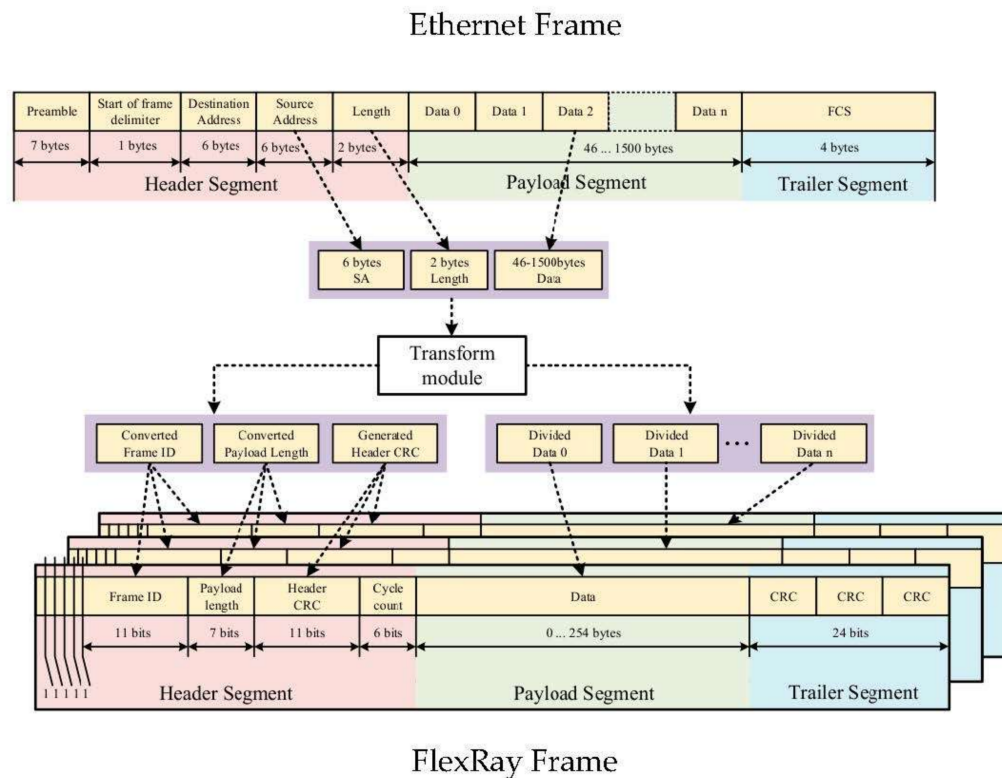 Ethernet Frame
Preamble
Start of frame
delimiter
Destination
Address
Source
Address
Length
Data 0
Data 1
Data 2
Data n
FCS
7 bytes
1 bytes
6 bytes
6 bytes
2 bytes
46 ... 1500 bytes
4 bytes
Header Segment
Payload Segment
Trailer Segment
6 bytes
SA
2 bytes
Length
46-1500bytes
Data
Transform
module
Converted
Frame ID
Converted
Payload Length
Generated
Header CRC
Divided
Data 0
Divided
Data 1
...
Divided
Data n
Frame ID
Payload
length
Header
CRC
Cycle
count
Data
CRC
CRC
CRC
11 bits
7 bits
11 bits
6 bits
0 ... 254 bytes
24 bits
1 1 1 1 1
Header Segment
Payload Segment
Trailer Segment
FlexRay Frame